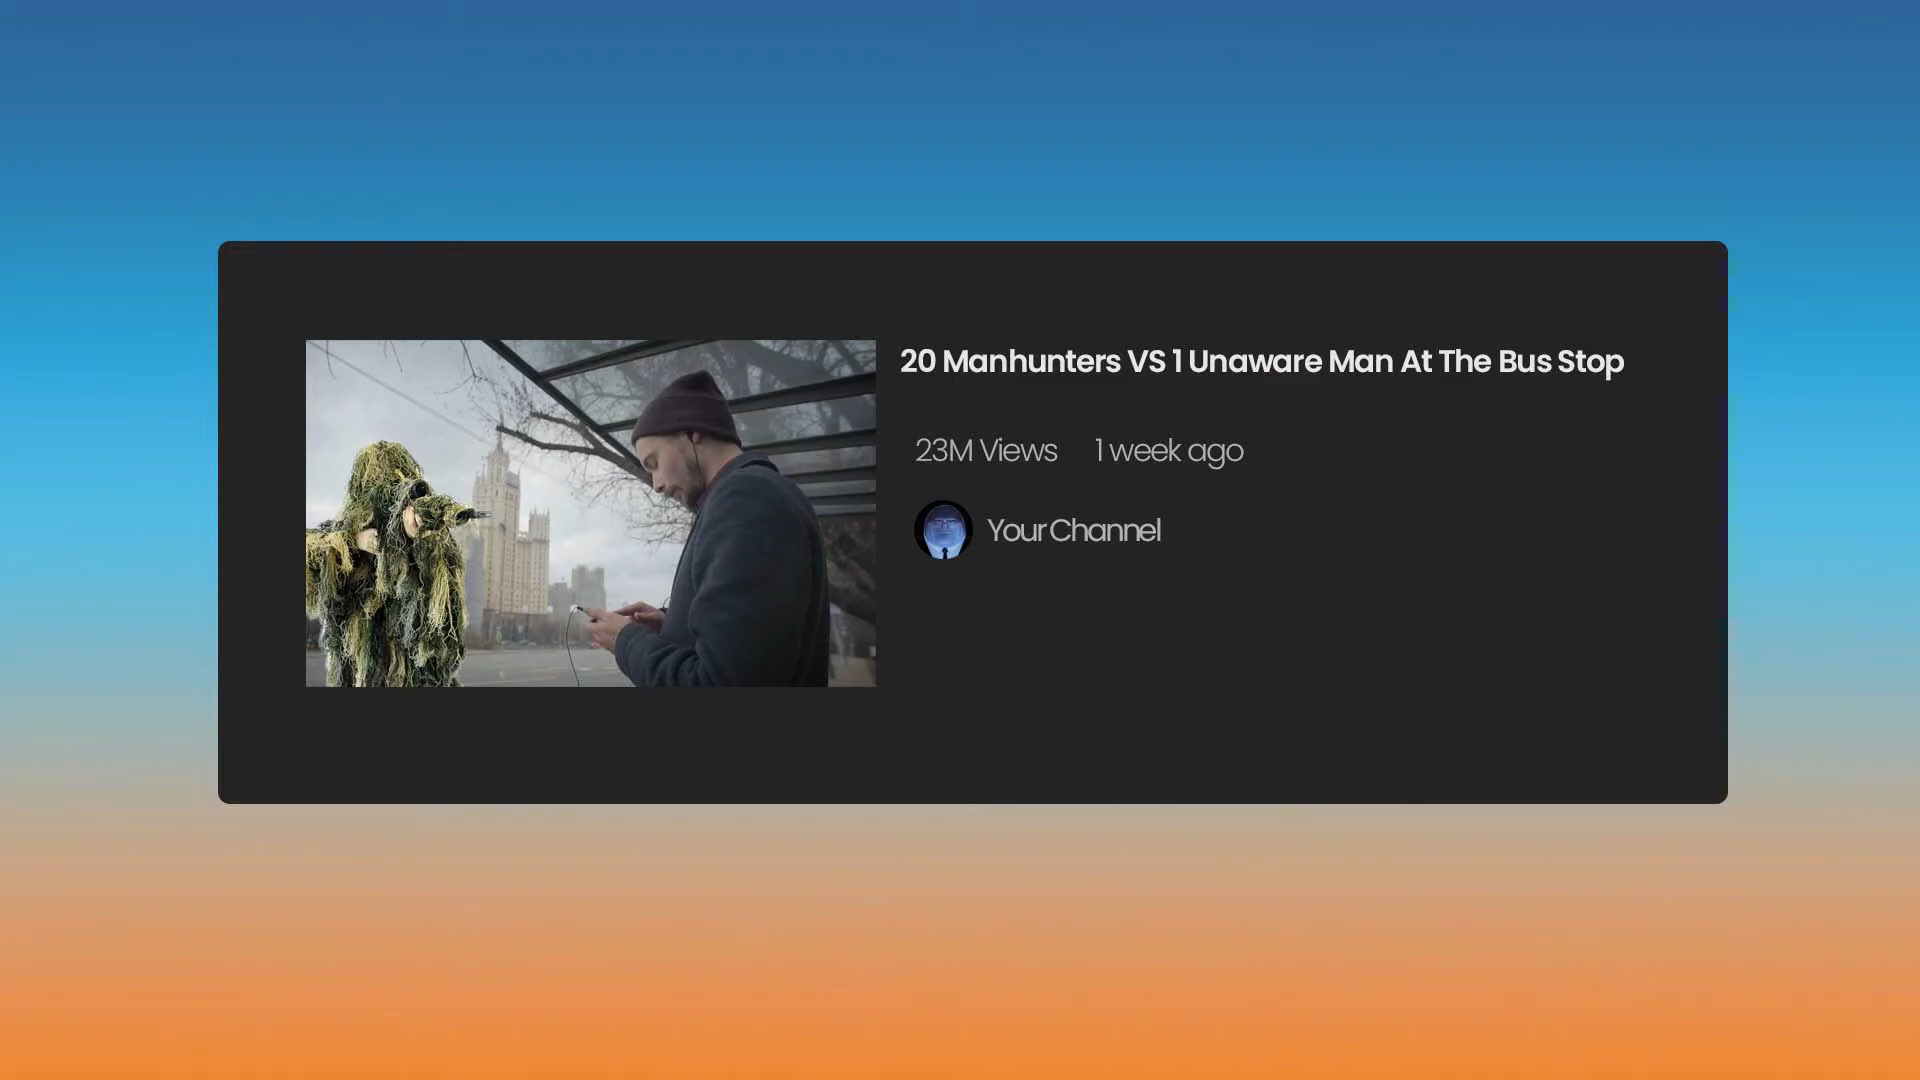 20 Manhunters VS 1 Unaware Man At The Bus Stop
23M Views 1 week ago
Your Channel